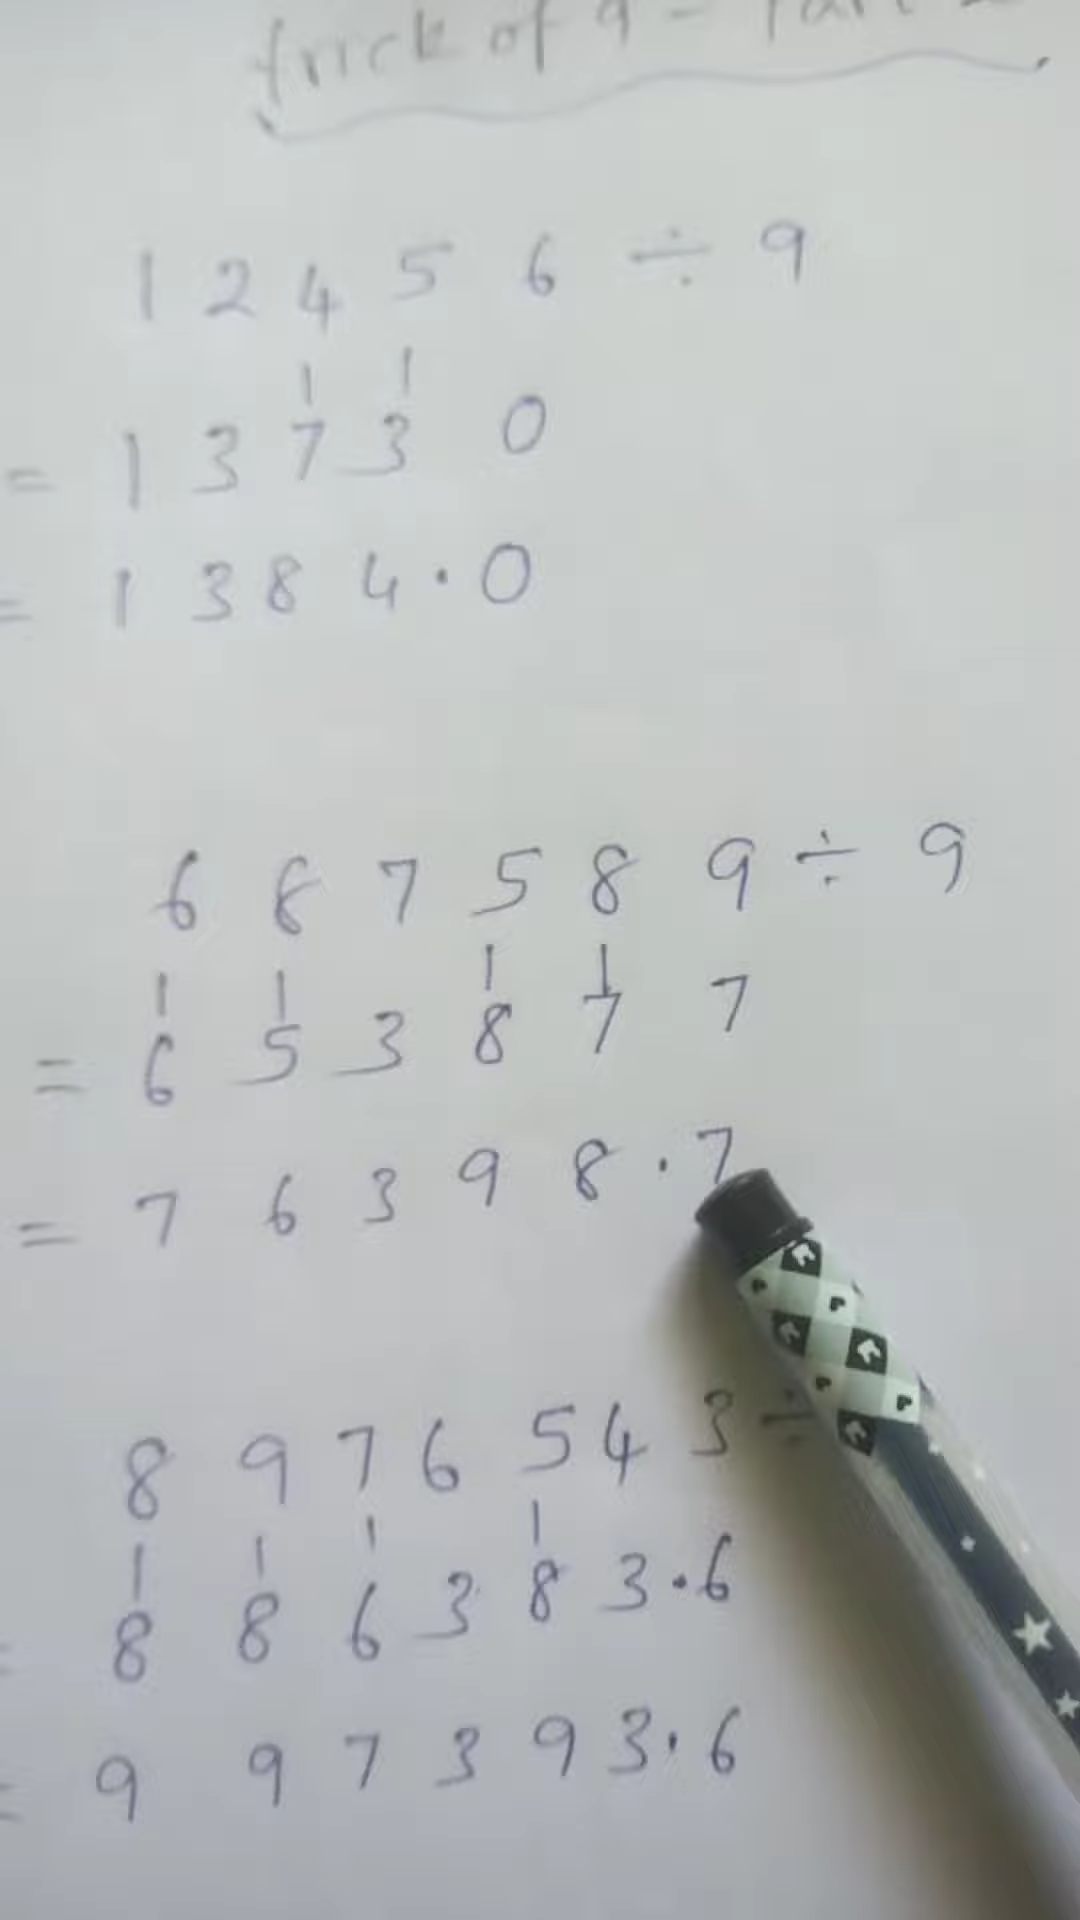 trick of 9 - Part
1 2 4 5 6 ÷ 9
1 1
= 1 3 7 3 0
= 1 3 8 4 . 0
6 8 7 5 8 9 ÷ 9
1 1 1 1
= 6 5 3 8 7 7
= 7 6 3 9 8 . 7
8 9 7 6 5 4 3 ÷
1 1 1 1
= 8 8 6 3 8 3 . 6
= 9 9 7 3 9 3 . 6